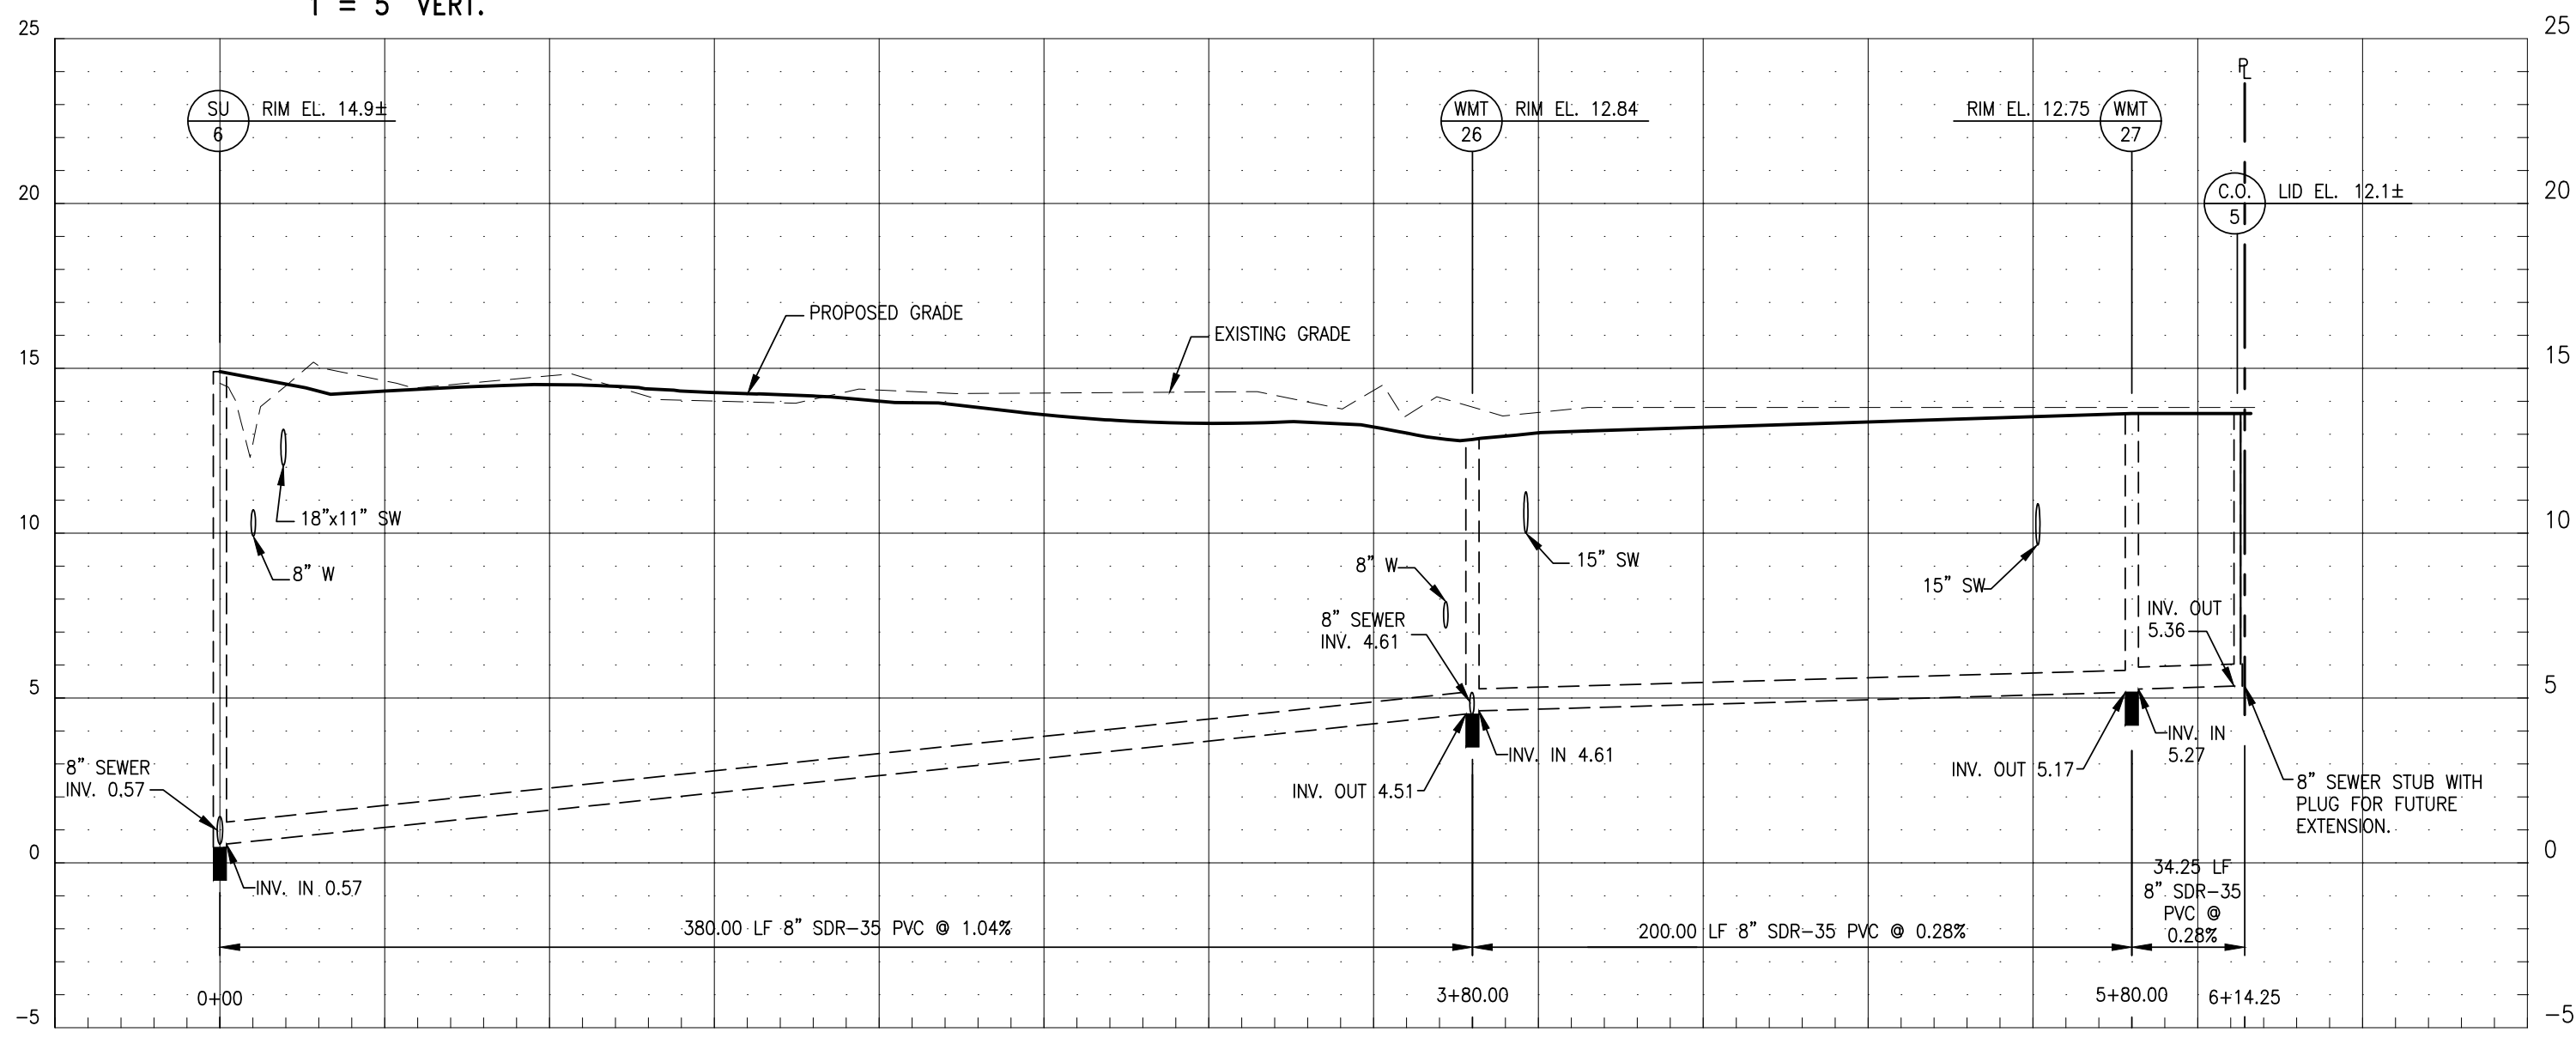 1" = 5' VERT.
25
25
SU
6
RIM EL. 14.9±
WMT
26
RIM EL. 12.84
RIM EL. 12.75
WMT
27
PL
20
20
C.O.
5
LID EL. 12.1±
PROPOSED GRADE
EXISTING GRADE
15
15
18"x11" SW
8" W
10
10
8" W
15" SW
15" SW
8" SEWER
INV. 4.61
INV. OUT
5.36
5
5
8" SEWER
INV. 0.57
INV. IN 0.57
INV. OUT 4.51
INV. IN 4.61
INV. OUT 5.17
INV. IN
5.27
8" SEWER STUB WITH
PLUG FOR FUTURE
EXTENSION.
0
0
380.00 LF 8" SDR-35 PVC @ 1.04%
200.00 LF 8" SDR-35 PVC @ 0.28%
34.25 LF
8" SDR-35
PVC @
0.28%
0+00
3+80.00
5+80.00
6+14.25
-5
-5